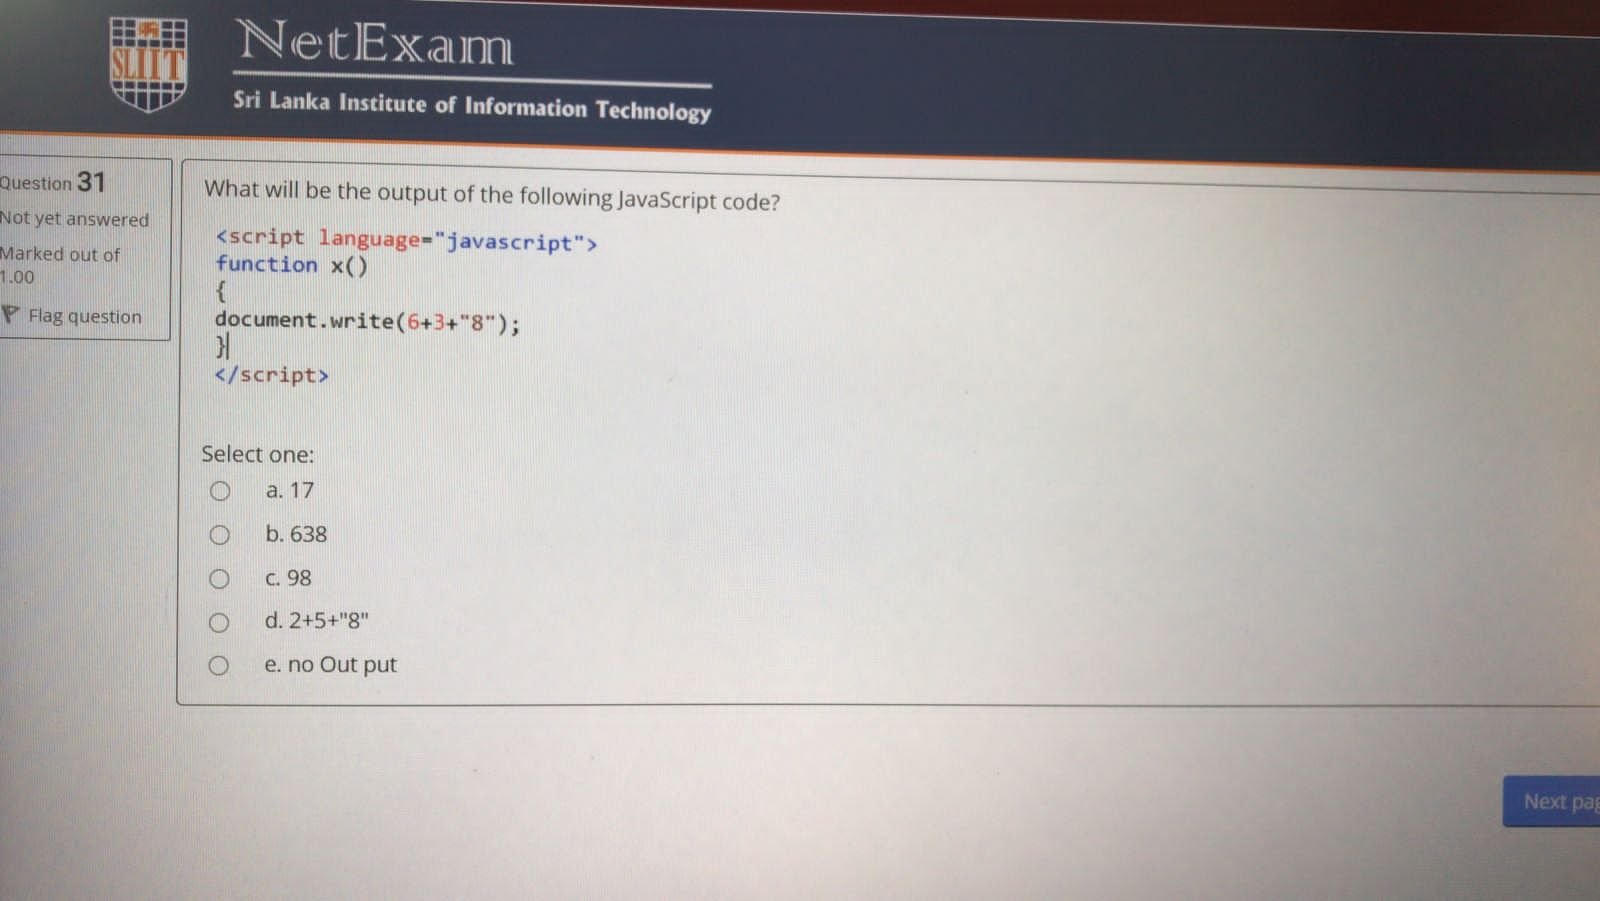 SLIIT
NetExam
Sri Lanka Institute of Information Technology
Question 31
Not yet answered
Marked out of
1.00
Flag question
What will be the output of the following JavaScript code?
<script language="javascript">
function x()
{
document.write(6+3+"8");
}
</script>
Select one:
a. 17
b. 638
c. 98
d. 2+5+"8"
e. no Out put
Next pag